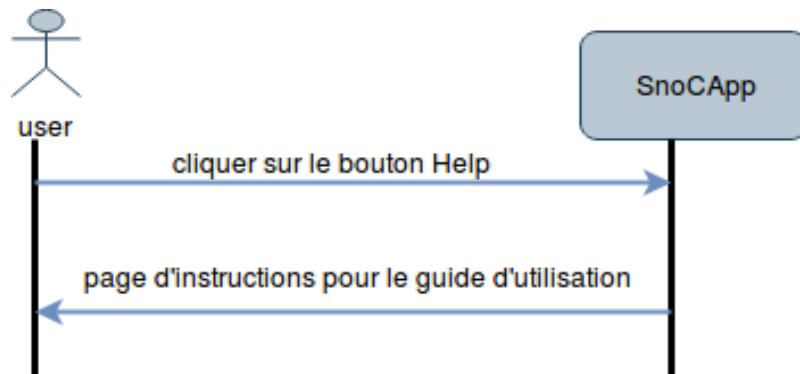 user
SnoCApp
cliquer sur le bouton Help
page d'instructions pour le guide d'utilisation